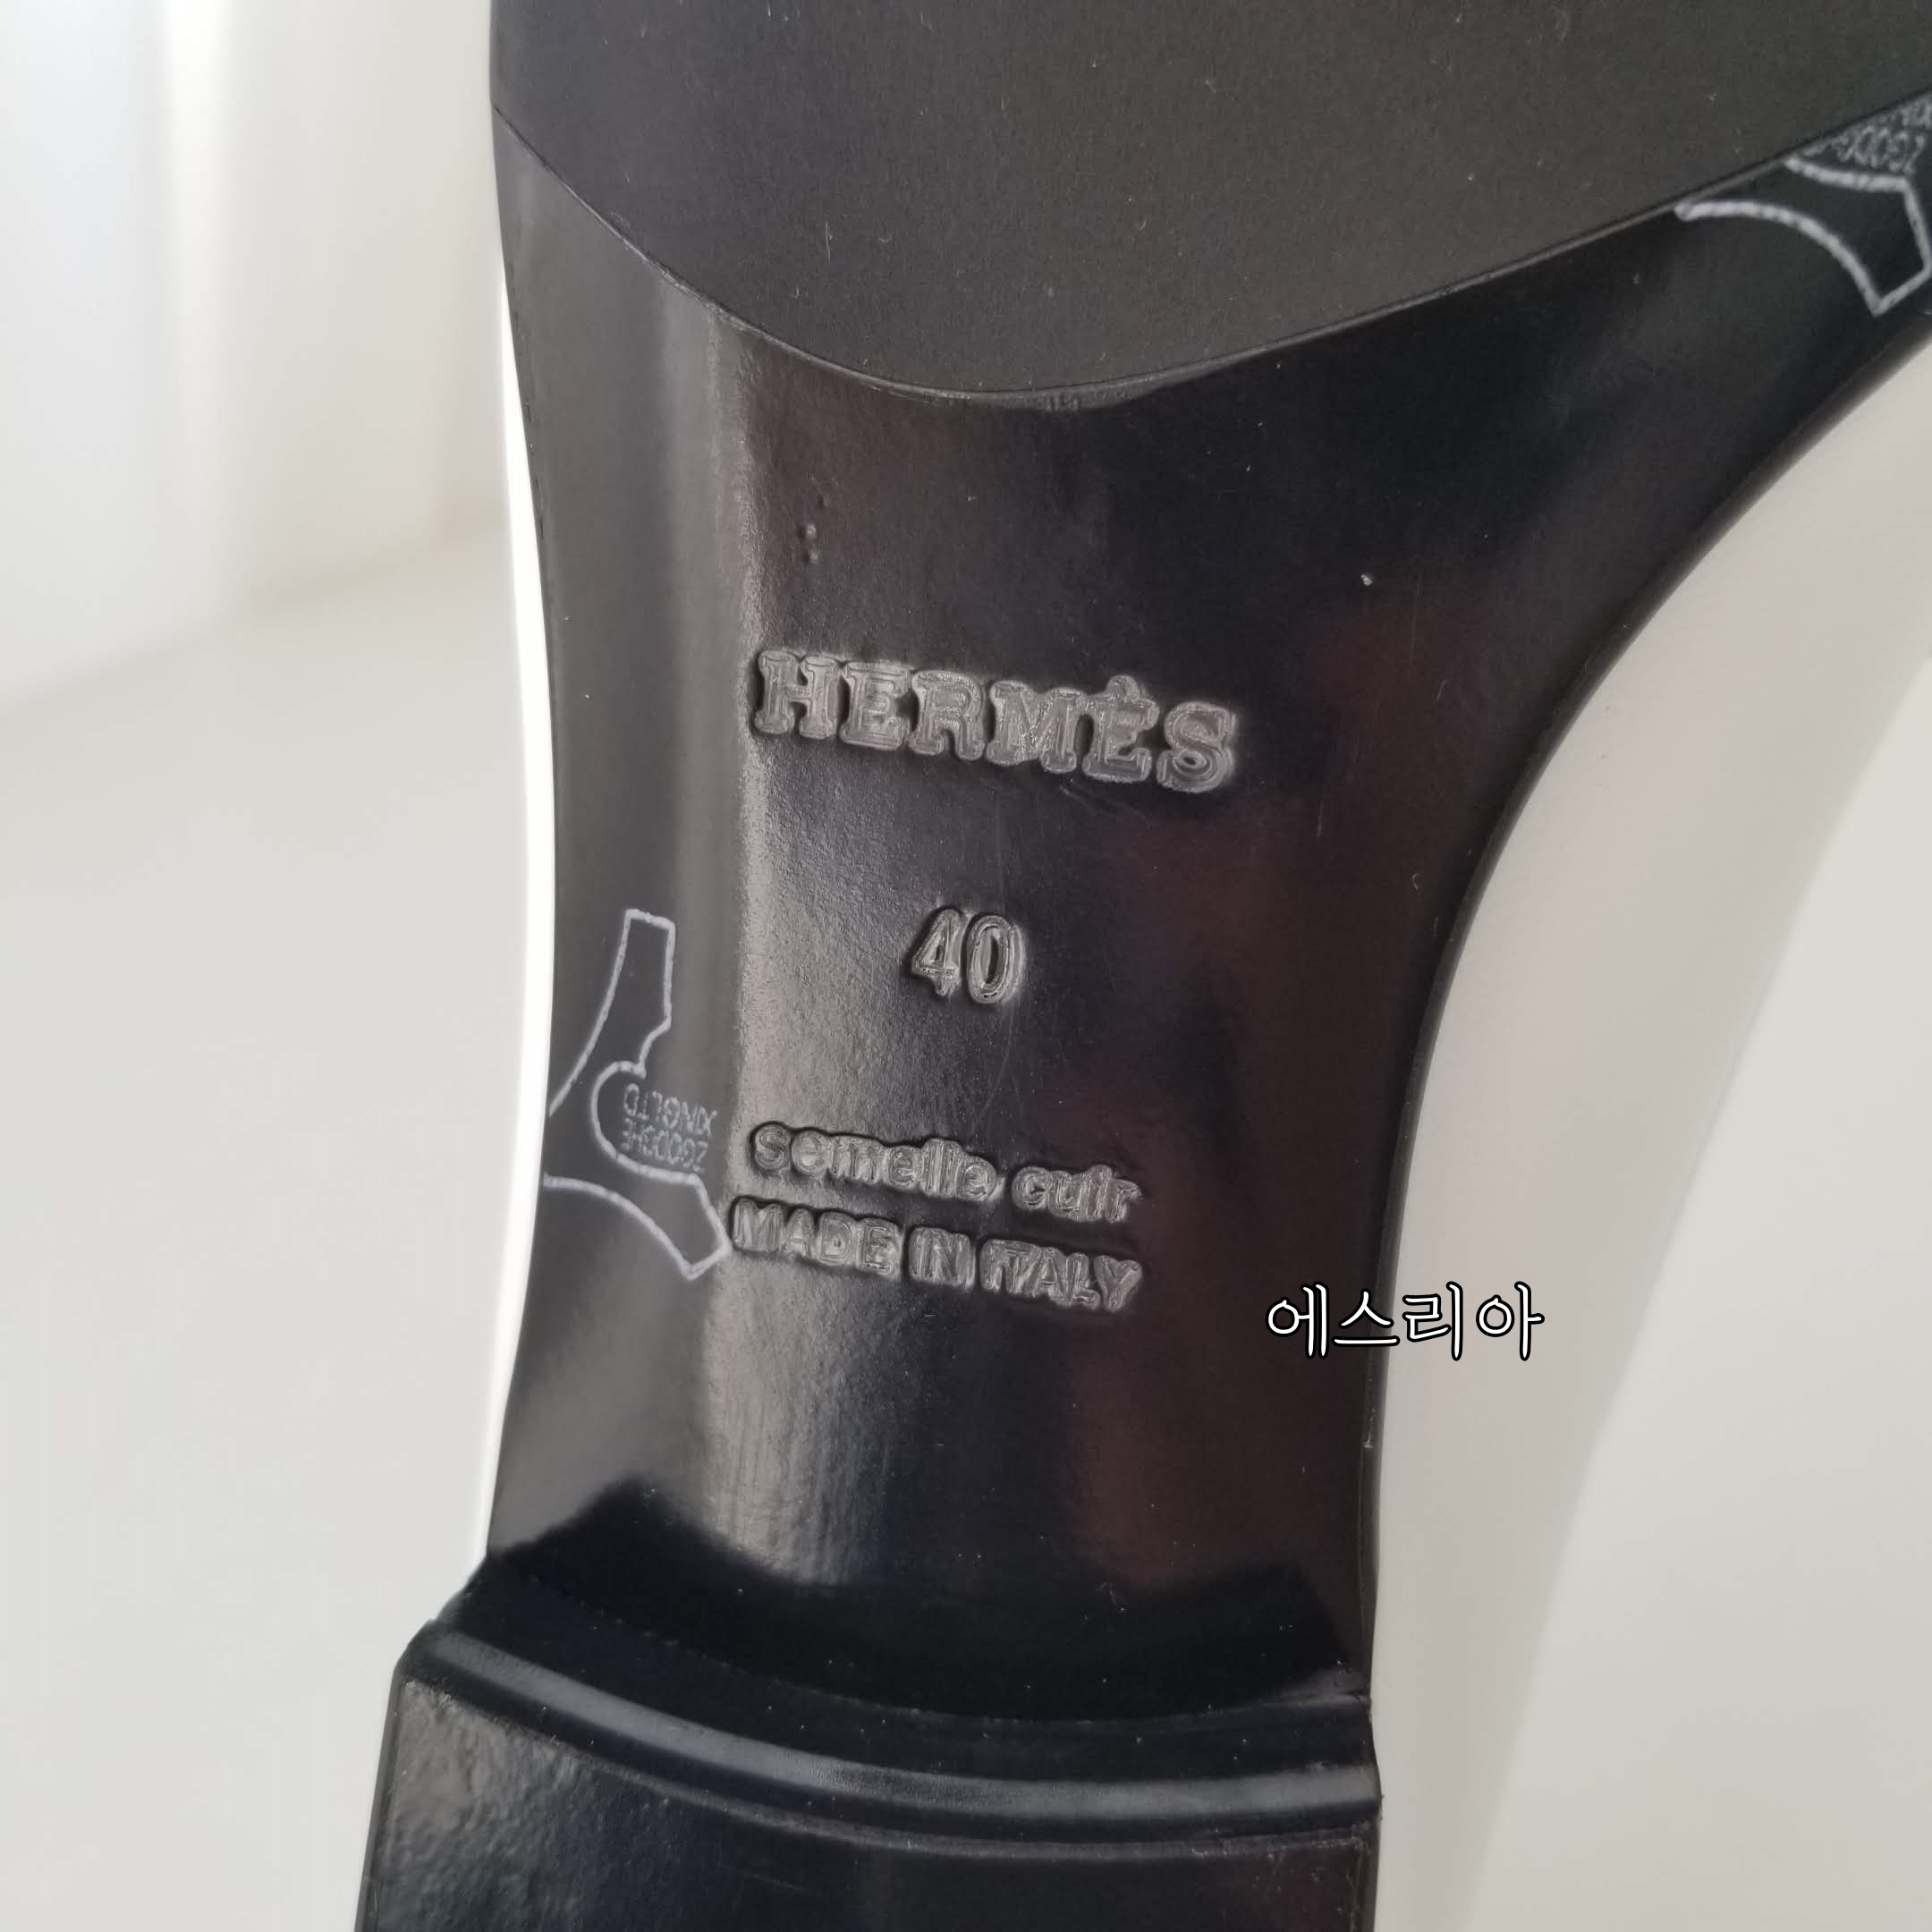 HERMÈS
40
semelle cuir
MADE IN ITALY
에스리아